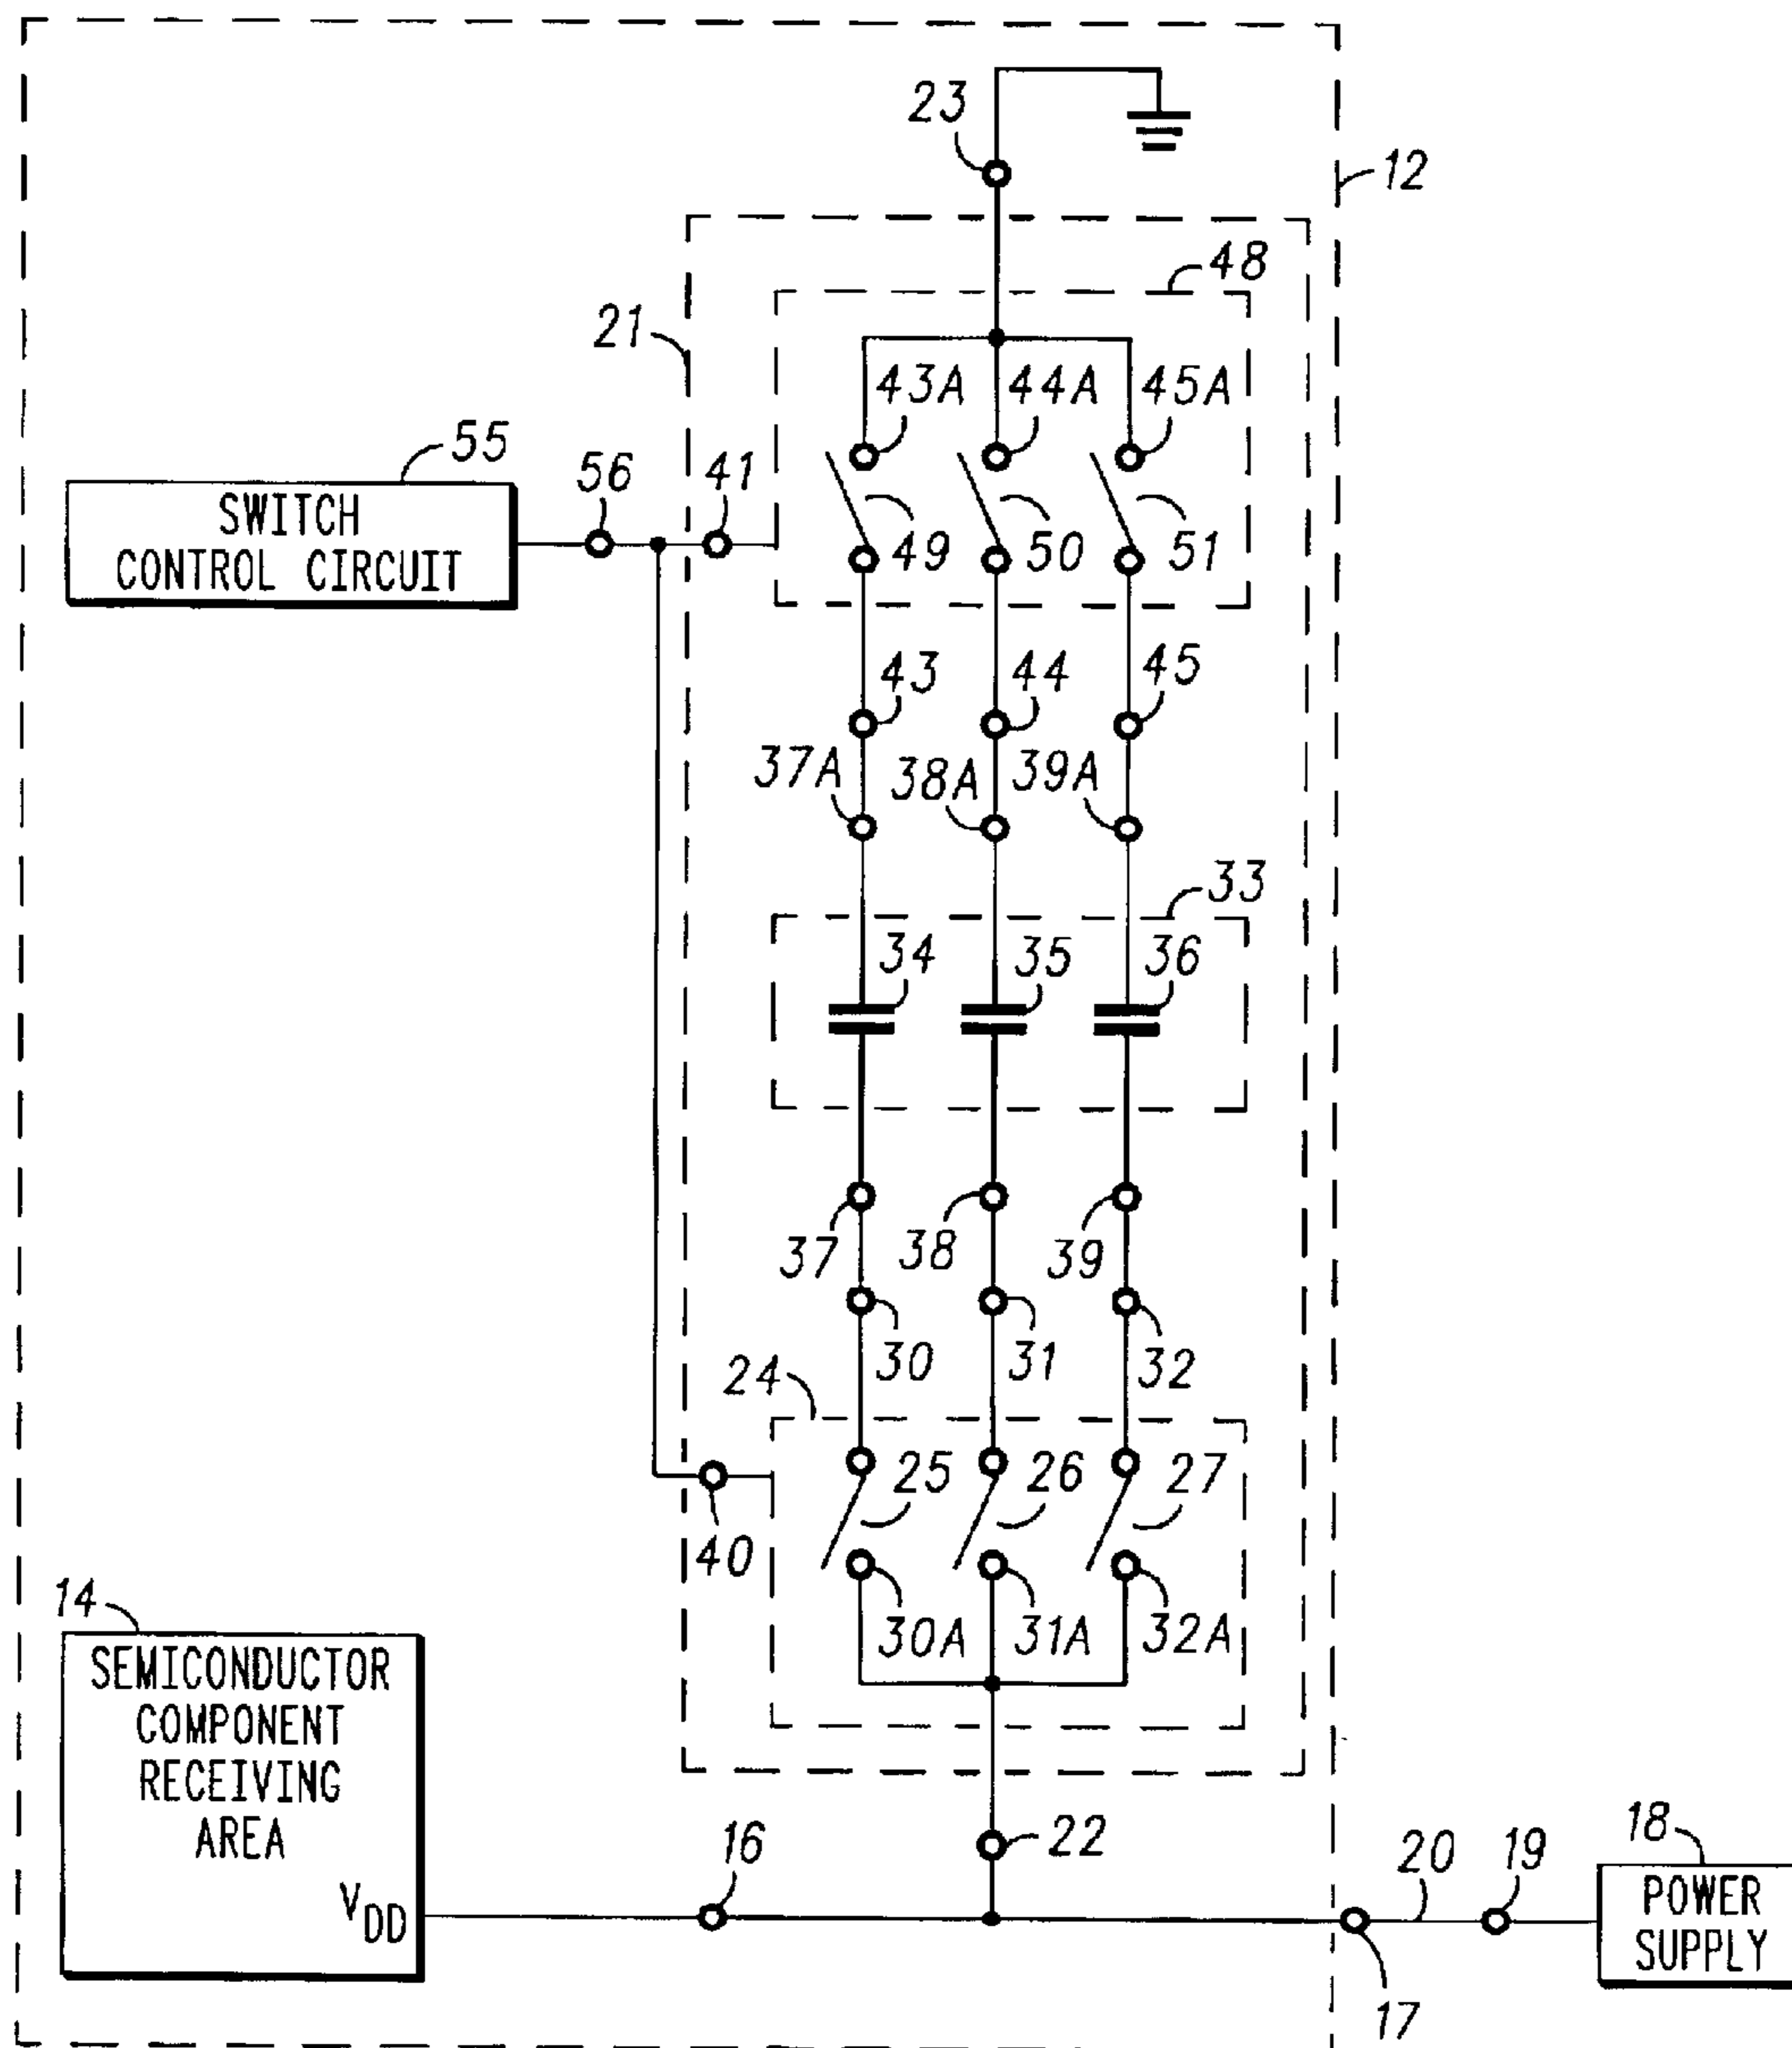 23
12
48
21
43A 44A 45A
55
56
41
SWITCH
CONTROL CIRCUIT
49 50 51
43 44 45
37A 38A 39A
33
34 35 36
37 38 39
30 31 32
24
25 26 27
40
14
30A 31A 32A
SEMICONDUCTOR
COMPONENT
RECEIVING
AREA
VDD
16
22
20
19
18
POWER
SUPPLY
17